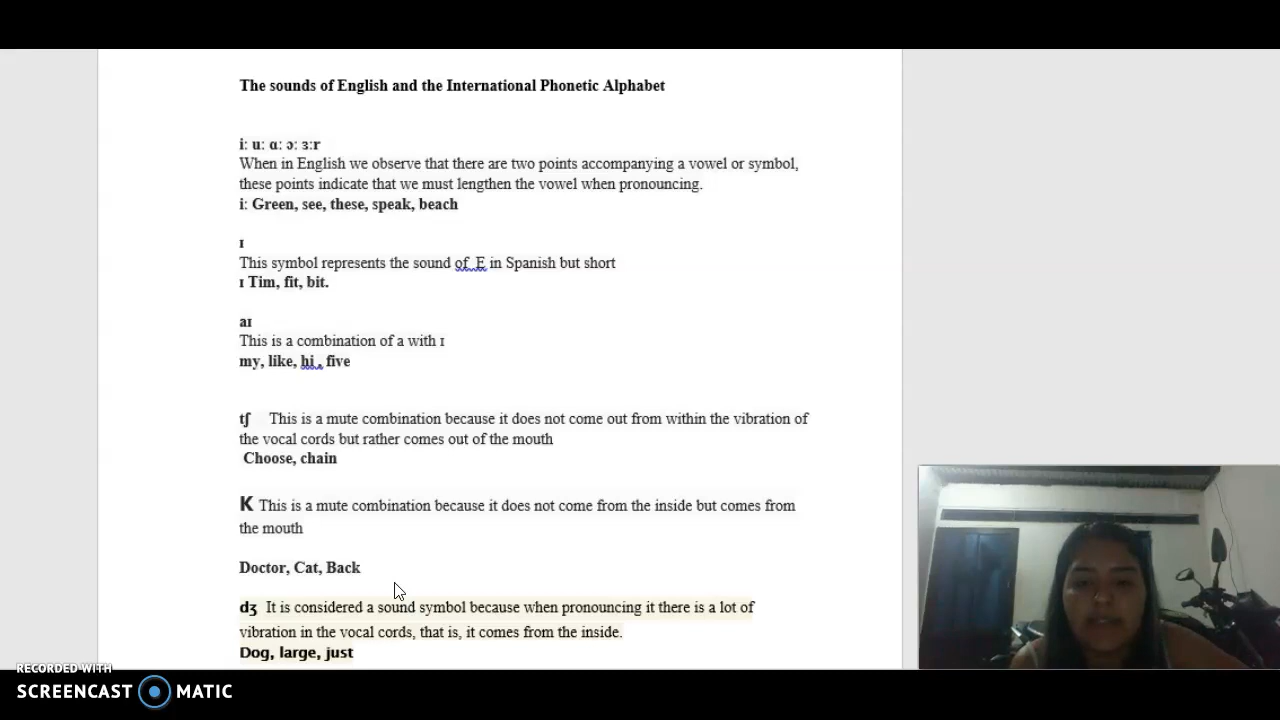 The sounds of English and the International Phonetic Alphabet
i: u: ɑ: ɔ: ɜ:r
When in English we observe that there are two points accompanying a vowel or symbol,
these points indicate that we must lengthen the vowel when pronouncing.
i: Green, see, these, speak, beach
ɪ
This symbol represents the sound of E in Spanish but short
ɪ Tim, fit, bit.
aɪ
This is a combination of a with ɪ
my, like, hi , five
tʃ This is a mute combination because it does not come out from within the vibration of
the vocal cords but rather comes out of the mouth
Choose, chain
K This is a mute combination because it does not come from the inside but comes from
the mouth
Doctor, Cat, Back
dʒ It is considered a sound symbol because when pronouncing it there is a lot of
vibration in the vocal cords, that is, it comes from the inside.
Dog, large, just
RECORDED WITH
SCREENCAST MATIC